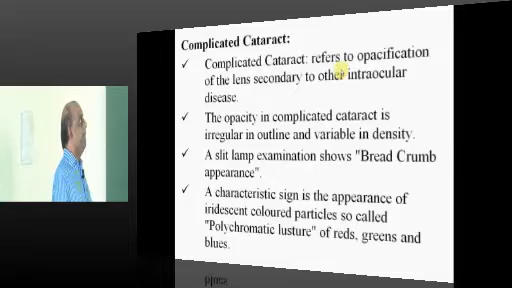 Complicated Cataract:
✓ Complicated Cataract: refers to opacification
of the lens secondary to other intraocular
disease.
✓ The opacity in complicated cataract is
irregular in outline and variable in density.
✓ A slit lamp examination shows "Bread Crumb
appearance".
✓ A characteristic sign is the appearance of
iridescent coloured particles so called
"Polychromatic lusture" of reds, greens and
blues.